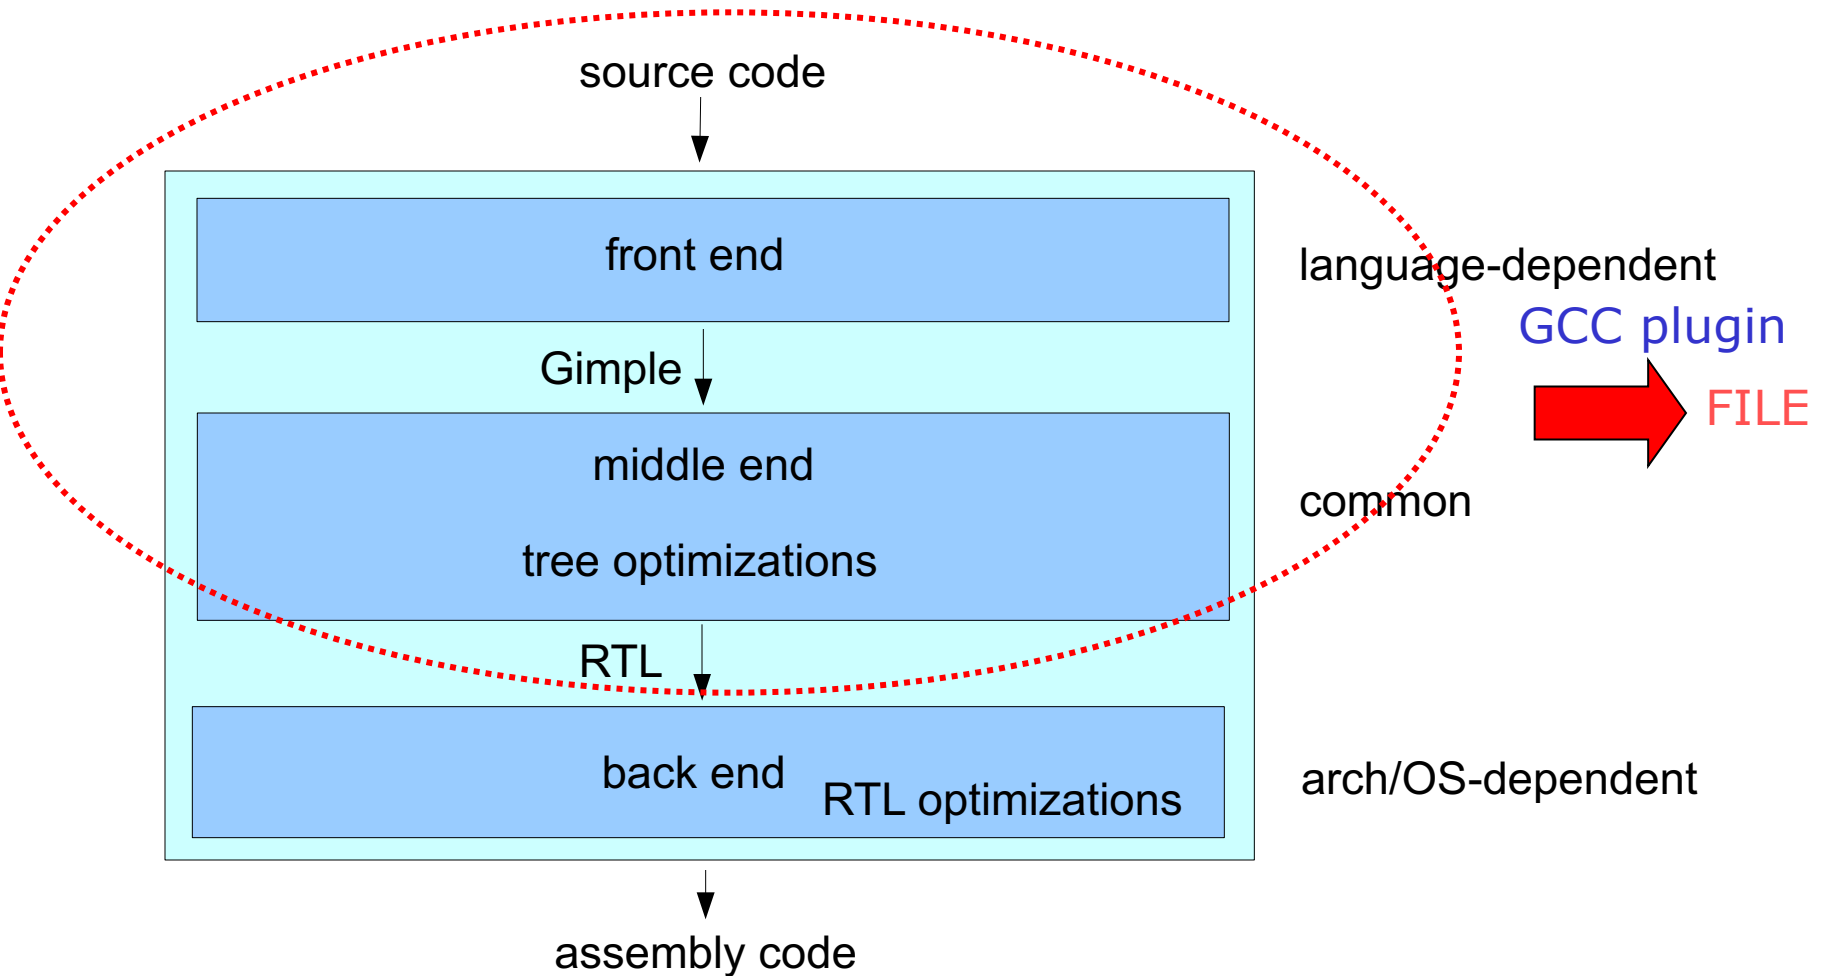 source code
front end
language-dependent
GCC plugin
Gimple
FILE
middle end
common
tree optimizations
RTL
back end
RTL optimizations
arch/OS-dependent
assembly code